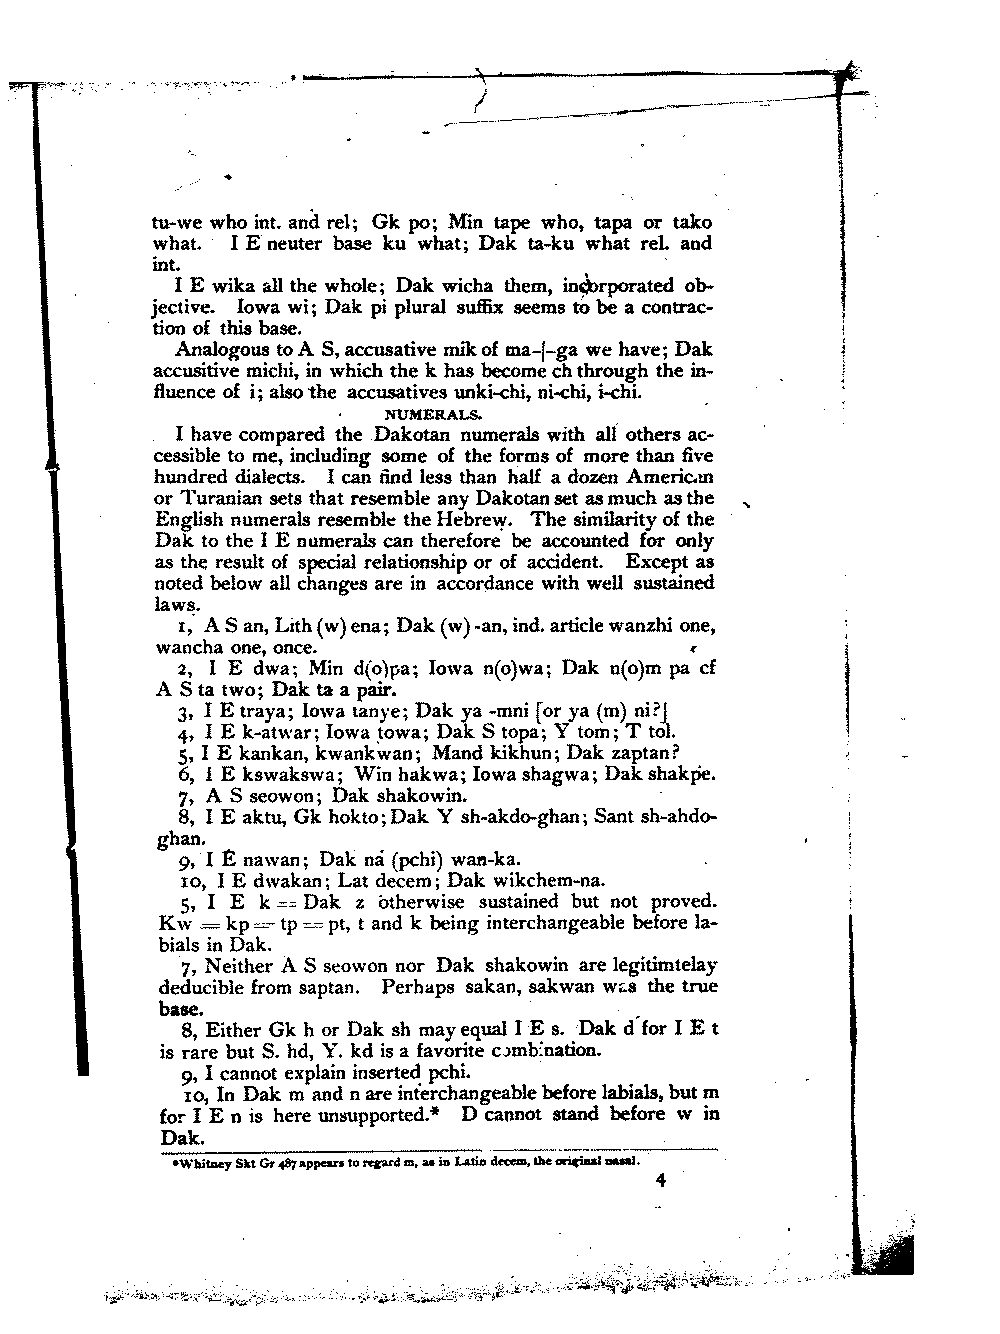 tu-we who int. and rel; Gk po; Min tape who, tapa or tako
what. I E neuter base ku what; Dak ta-ku what rel. and
int.
I E wika all the whole; Dak wicha them, incorporated ob-
jective. Iowa wi; Dak pi plural suffix seems to be a contrac-
tion of this base.
Analogous to A S, accusative mik of ma-|-ga we have; Dak
accusitive michi, in which the k has become ch through the in-
fluence of i; also the accusatives unki-chi, ni-chi, i-chi.
NUMERALS.
I have compared the Dakotan numerals with all others ac-
cessible to me, including some of the forms of more than five
hundred dialects. I can find less than half a dozen American
or Turanian sets that resemble any Dakotan set as much as the
English numerals resemble the Hebrew. The similarity of the
Dak to the I E numerals can therefore be accounted for only
as the result of special relationship or of accident. Except as
noted below all changes are in accordance with well sustained
laws.
1, A S an, Lith (w) ena; Dak (w) -an, ind. article wanzhi one,
wancha one, once.
2, I E dwa; Min d(o)pa; Iowa n(o)wa; Dak n(o)m pa cf
A S ta two; Dak ta a pair.
3, I E traya; Iowa tanye; Dak ya -mni [or ya (m) ni?]
4, I E k-atwar; Iowa towa; Dak S topa; Y tom; T tol.
5, I E kankan, kwankwan; Mand kikhun; Dak zaptan?
6, I E kswakswa; Win hakwa; Iowa shagwa; Dak shakpe.
7, A S seowon; Dak shakowin.
8, I E aktu, Gk hokto; Dak Y sh-akdo-ghan; Sant sh-ahdo-
ghan.
9, I E nawan; Dak na (pchi) wan-ka.
10, I E dwakan; Lat decem; Dak wikchem-na.
5, I E k = Dak z otherwise sustained but not proved.
Kw = kp = tp = pt, t and k being interchangeable before la-
bials in Dak.
7, Neither A S seowon nor Dak shakowin are legitimtelay
deducible from saptan. Perhaps sakan, sakwan was the true
base.
8, Either Gk h or Dak sh may equal I E s. Dak d for I E t
is rare but S. hd, Y. kd is a favorite combination.
9, I cannot explain inserted pchi.
10, In Dak m and n are interchangeable before labials, but m
for I E n is here unsupported.* D cannot stand before w in
Dak.
*Whitney Skt Gr 487 appears to regard m, as in Latin decem, the original nasal.
4